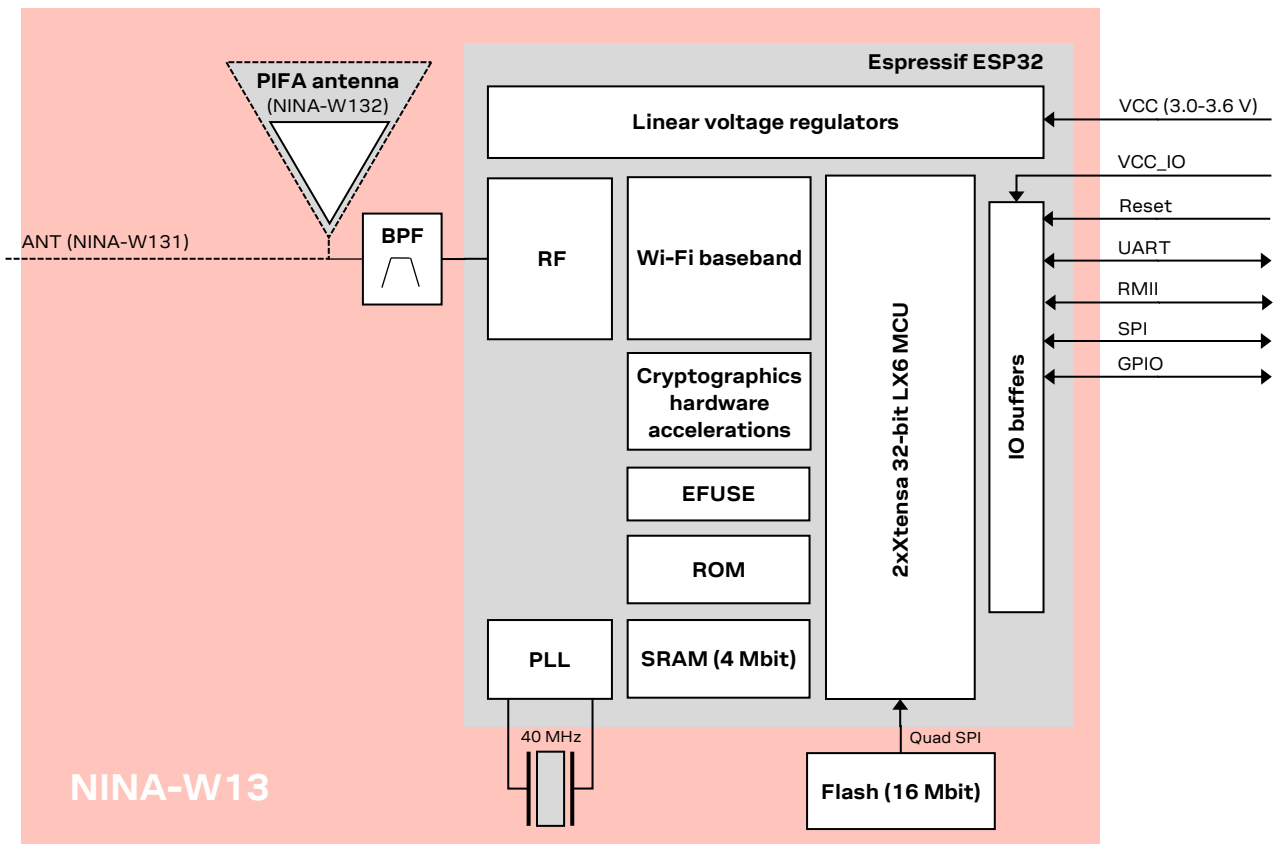 Espressif ESP32
PIFA antenna
(NINA-W132)
Linear voltage regulators
VCC (3.0-3.6 V)
VCC_IO
Reset
ANT (NINA-W131)
BPF
RF
Wi-Fi baseband
UART
RMII
SPI
GPIO
Cryptographics
hardware
accelerations
2xXtensa 32-bit LX6 MCU
IO buffers
EFUSE
ROM
PLL
SRAM (4 Mbit)
40 MHz
Quad SPI
NINA-W13
Flash (16 Mbit)